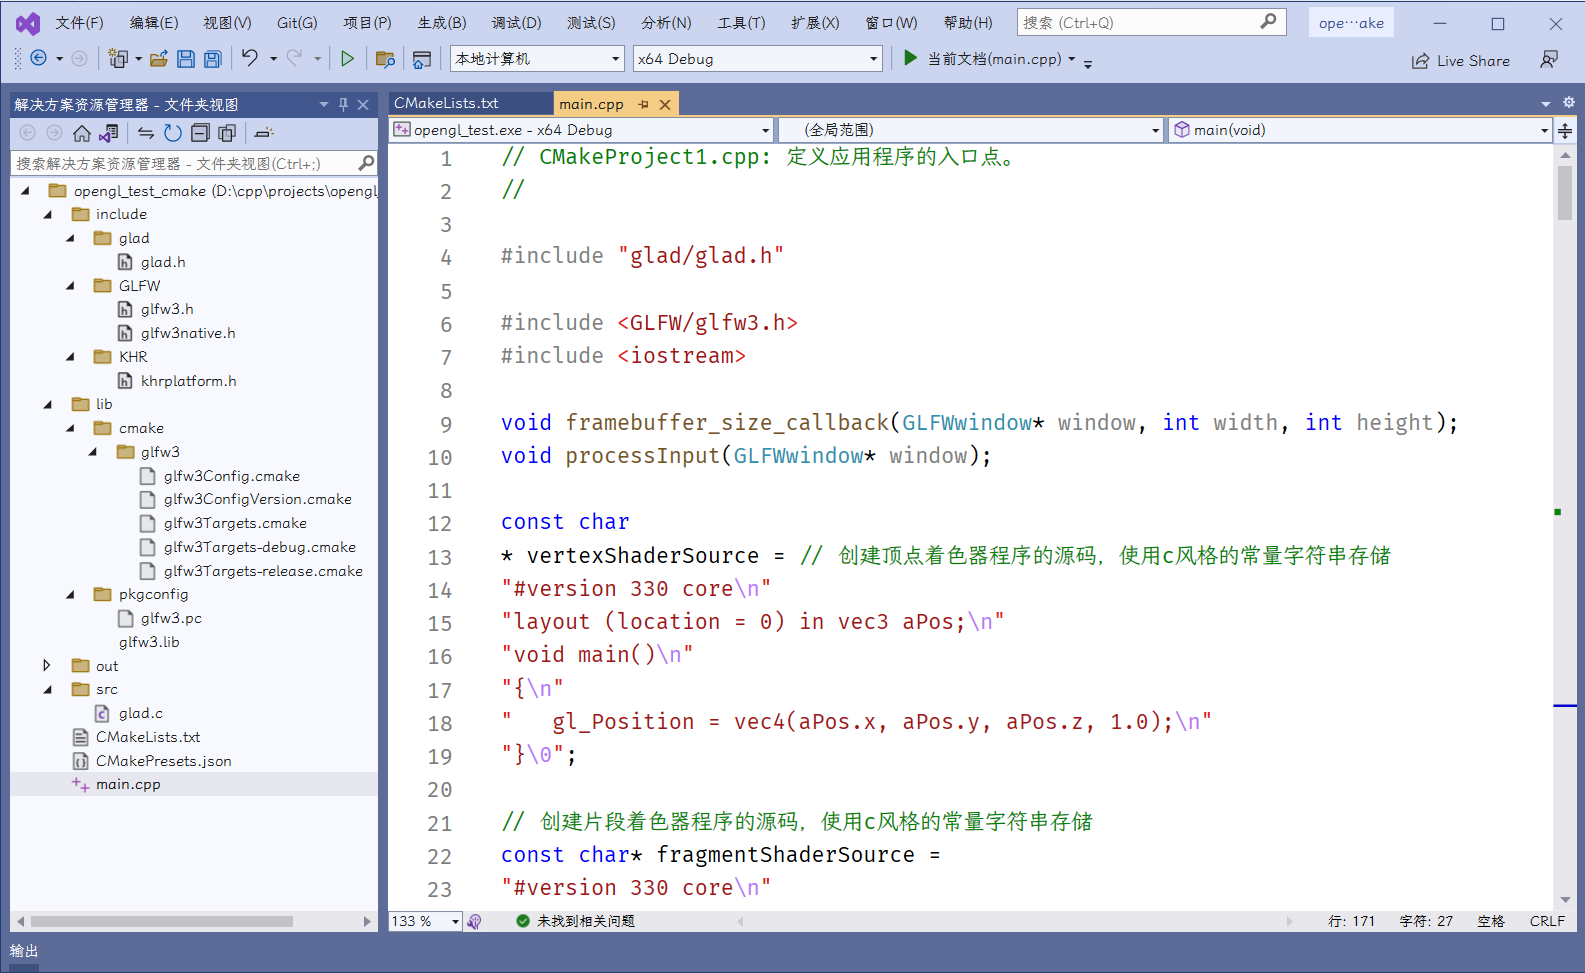 文件(F) 编辑(E) 视图(V) Git(G) 项目(P) 生成(B) 调试(D) 测试(S) 分析(N) 工具(T) 扩展(X) 窗口(W) 帮助(H) 搜索 (Ctrl+Q) ope···ake
本地计算机 x64 Debug 当前文档(main.cpp) Live Share
解决方案资源管理器 - 文件夹视图
搜索解决方案资源管理器 - 文件夹视图(Ctrl+;)
opengl_test_cmake (D:\cpp\projects\opengl_
include
glad
glad.h
GLFW
glfw3.h
glfw3native.h
KHR
khrplatform.h
lib
cmake
glfw3
glfw3Config.cmake
glfw3ConfigVersion.cmake
glfw3Targets.cmake
glfw3Targets-debug.cmake
glfw3Targets-release.cmake
pkgconfig
glfw3.pc
glfw3.lib
out
src
glad.c
CMakeLists.txt
CMakePresets.json
main.cpp
CMakeLists.txt main.cpp
opengl_test.exe - x64 Debug (全局范围) main(void)
1 // CMakeProject1.cpp: 定义应用程序的入口点。
2 //
3
4 #include "glad/glad.h"
5
6 #include <GLFW/glfw3.h>
7 #include <iostream>
8
9 void framebuffer_size_callback(GLFWwindow* window, int width, int height);
10 void processInput(GLFWwindow* window);
11
12 const char
13 * vertexShaderSource = // 创建顶点着色器程序的源码, 使用c风格的常量字符串存储
14 "#version 330 core\n"
15 "layout (location = 0) in vec3 aPos;\n"
16 "void main()\n"
17 "{\n"
18 "   gl_Position = vec4(aPos.x, aPos.y, aPos.z, 1.0);\n"
19 "}\0";
20
21 // 创建片段着色器程序的源码, 使用c风格的常量字符串存储
22 const char* fragmentShaderSource =
23 "#version 330 core\n"
133 % 未找到相关问题 行: 171 字符: 27 空格 CRLF
输出